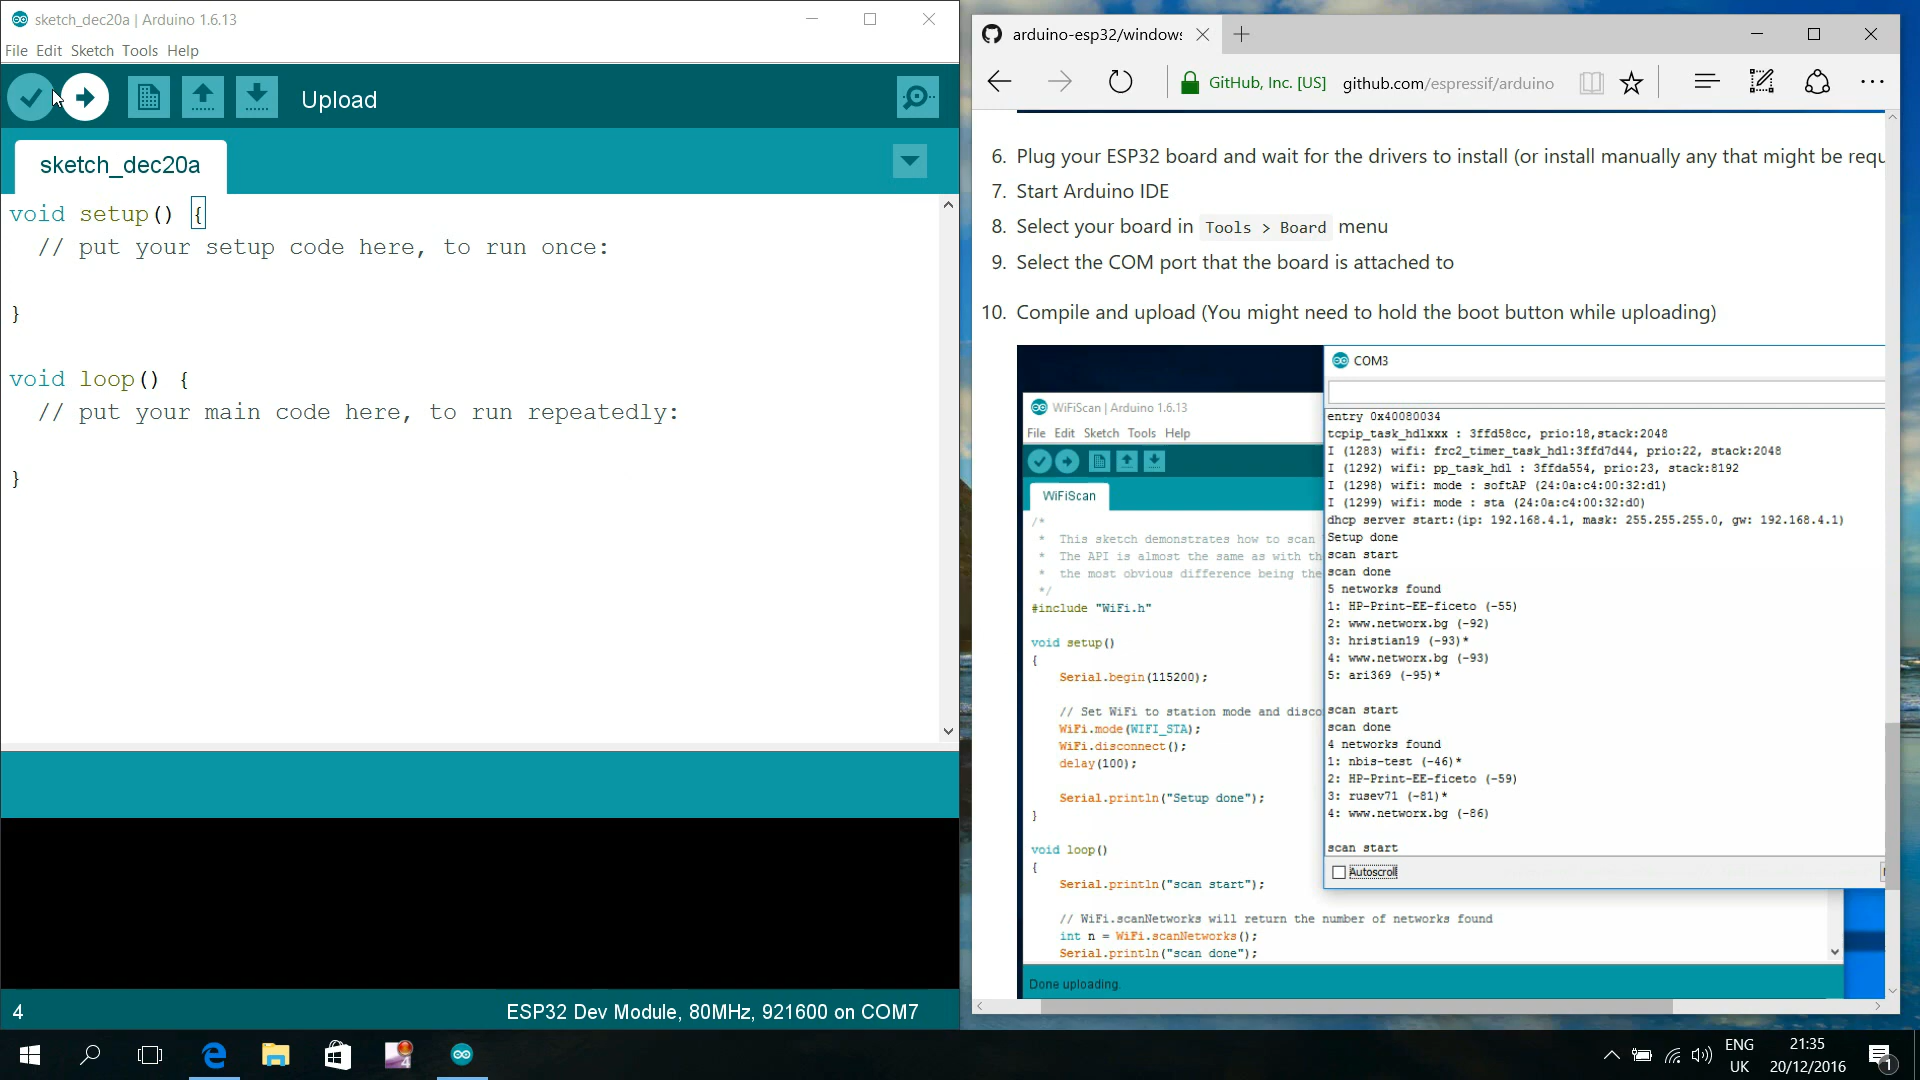 sketch_dec20a | Arduino 1.6.13
File Edit Sketch Tools Help
Upload
sketch_dec20a
void setup() {
// put your setup code here, to run once:
}
void loop() {
// put your main code here, to run repeatedly:
}
4
ESP32 Dev Module, 80MHz, 921600 on COM7
arduino-esp32/windows
GitHub, Inc. [US] github.com/espressif/arduino
6. Plug your ESP32 board and wait for the drivers to install (or install manually any that might be requ
7. Start Arduino IDE
8. Select your board in Tools > Board menu
9. Select the COM port that the board is attached to
10. Compile and upload (You might need to hold the boot button while uploading)
WiFiScan | Arduino 1.6.13
File Edit Sketch Tools Help
WiFiScan
/*
* This sketch demonstrates how to scan
* The API is almost the same as with th
* the most obvious difference being the
*/
#include "WiFi.h"
void setup()
{
Serial.begin(115200);
// Set WiFi to station mode and disco
WiFi.mode(WIFI_STA);
WiFi.disconnect();
delay(100);
Serial.println("Setup done");
}
void loop()
{
Serial.println("scan start");
// WiFi.scanNetworks will return the number of networks found
int n = WiFi.scanNetworks();
Serial.println("scan done");
Done uploading.
COM3
entry 0x40080034
tcpip_task_hdlxxx : 3ffd58cc, prio:18,stack:2048
I (1283) wifi: frc2_timer_task_hdl:3ffd7d44, prio:22, stack:2048
I (1292) wifi: pp_task_hdl : 3ffda554, prio:23, stack:8192
I (1298) wifi: mode : softAP (24:0a:c4:00:32:d1)
I (1299) wifi: mode : sta (24:0a:c4:00:32:d0)
dhcp server start:(ip: 192.168.4.1, mask: 255.255.255.0, gw: 192.168.4.1)
Setup done
scan start
scan done
5 networks found
1: HP-Print-EE-ficeto (-55)
2: www.networx.bg (-92)
3: hristian19 (-93)*
4: www.networx.bg (-93)
5: ari369 (-95)*
scan start
scan done
4 networks found
1: nbis-test (-46)*
2: HP-Print-EE-ficeto (-59)
3: rusev71 (-81)*
4: www.networx.bg (-86)
scan start
Autoscroll
4
ENG
UK
21:35
20/12/2016
1